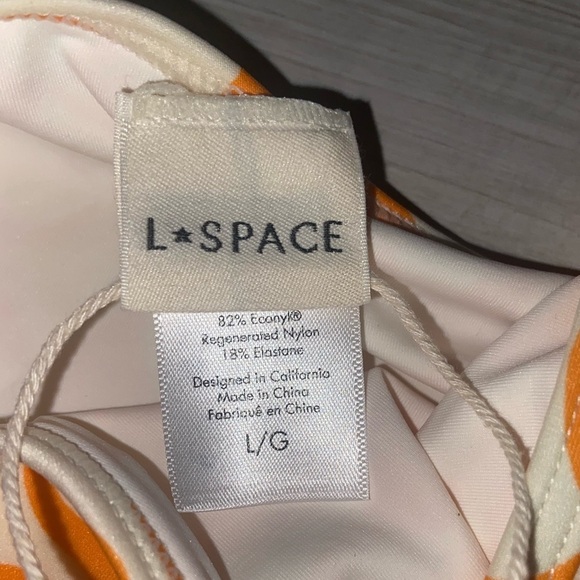 L★SPACE
82% Econyl®
Regenerated Nylon
18% Elastane
Designed in California
Made in China
Fabriqué en Chine
L/G